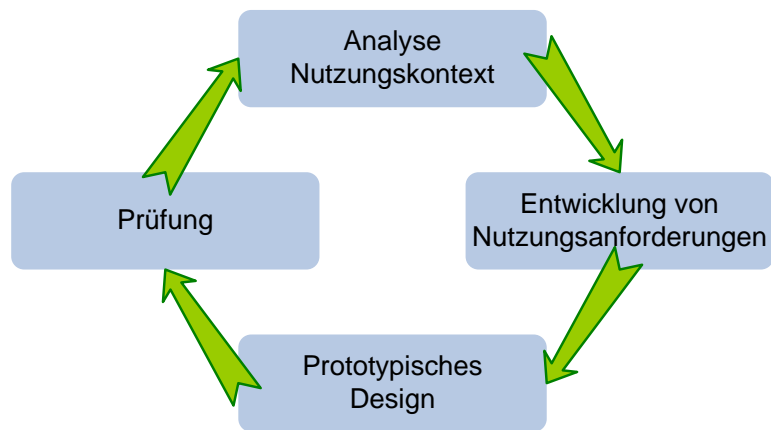 Analyse
Nutzungskontext
Prüfung
Entwicklung von
Nutzungsanforderungen
Prototypisches
Design